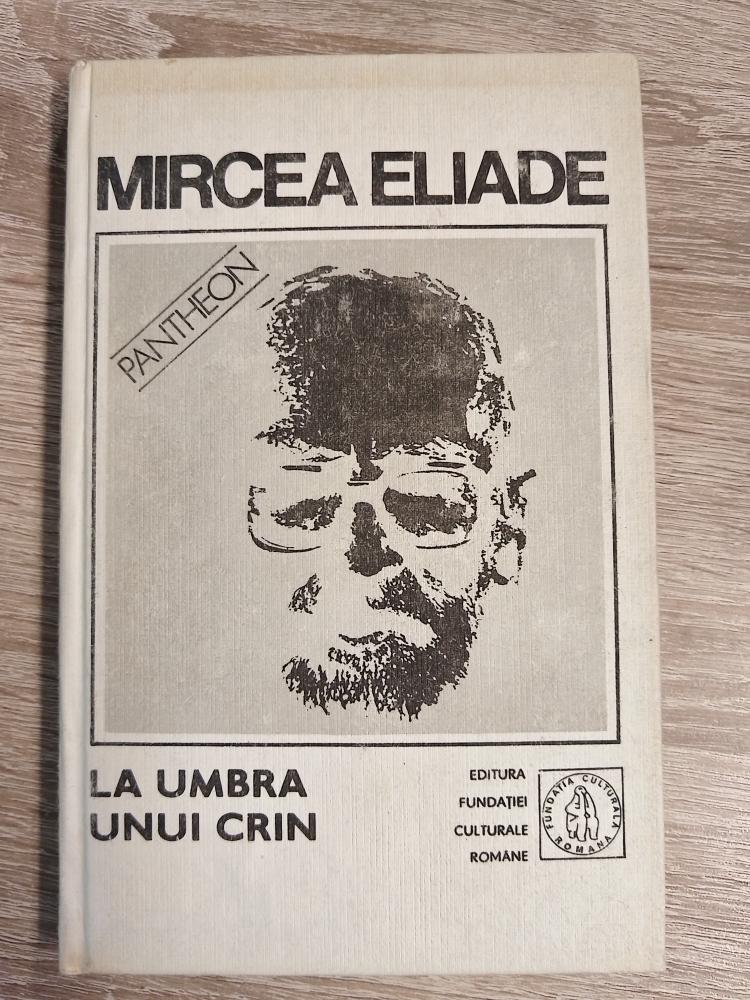 MIRCEA ELIADE
PANTHEON
LA UMBRA
UNUI CRIN
EDITURA
FUNDAȚIEI
CULTURALE
ROMÂNE
FUNDAȚIA CULTURALĂ
ROMÂNĂ